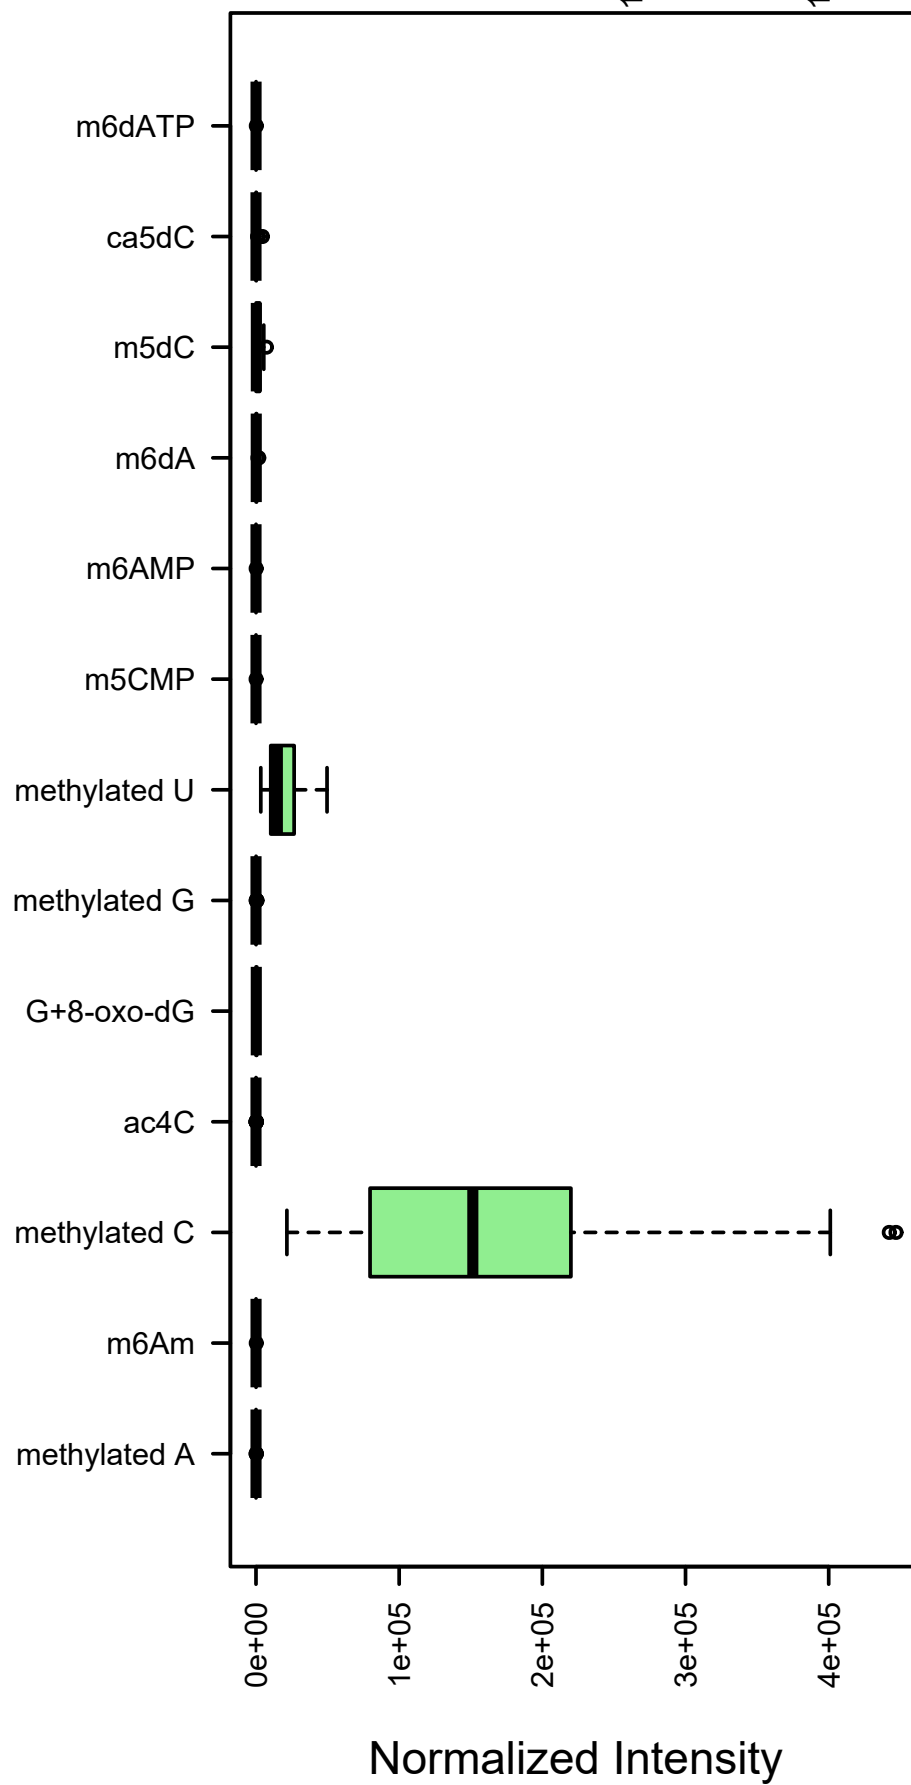 m6dATP
ca5dC
m5dC
m6dA
m6AMP
m5CMP
methylated U
methylated G
G+8-oxo-dG
ac4C
methylated C
m6Am
methylated A
0e+00
1e+05
2e+05
3e+05
4e+05
Normalized Intensity